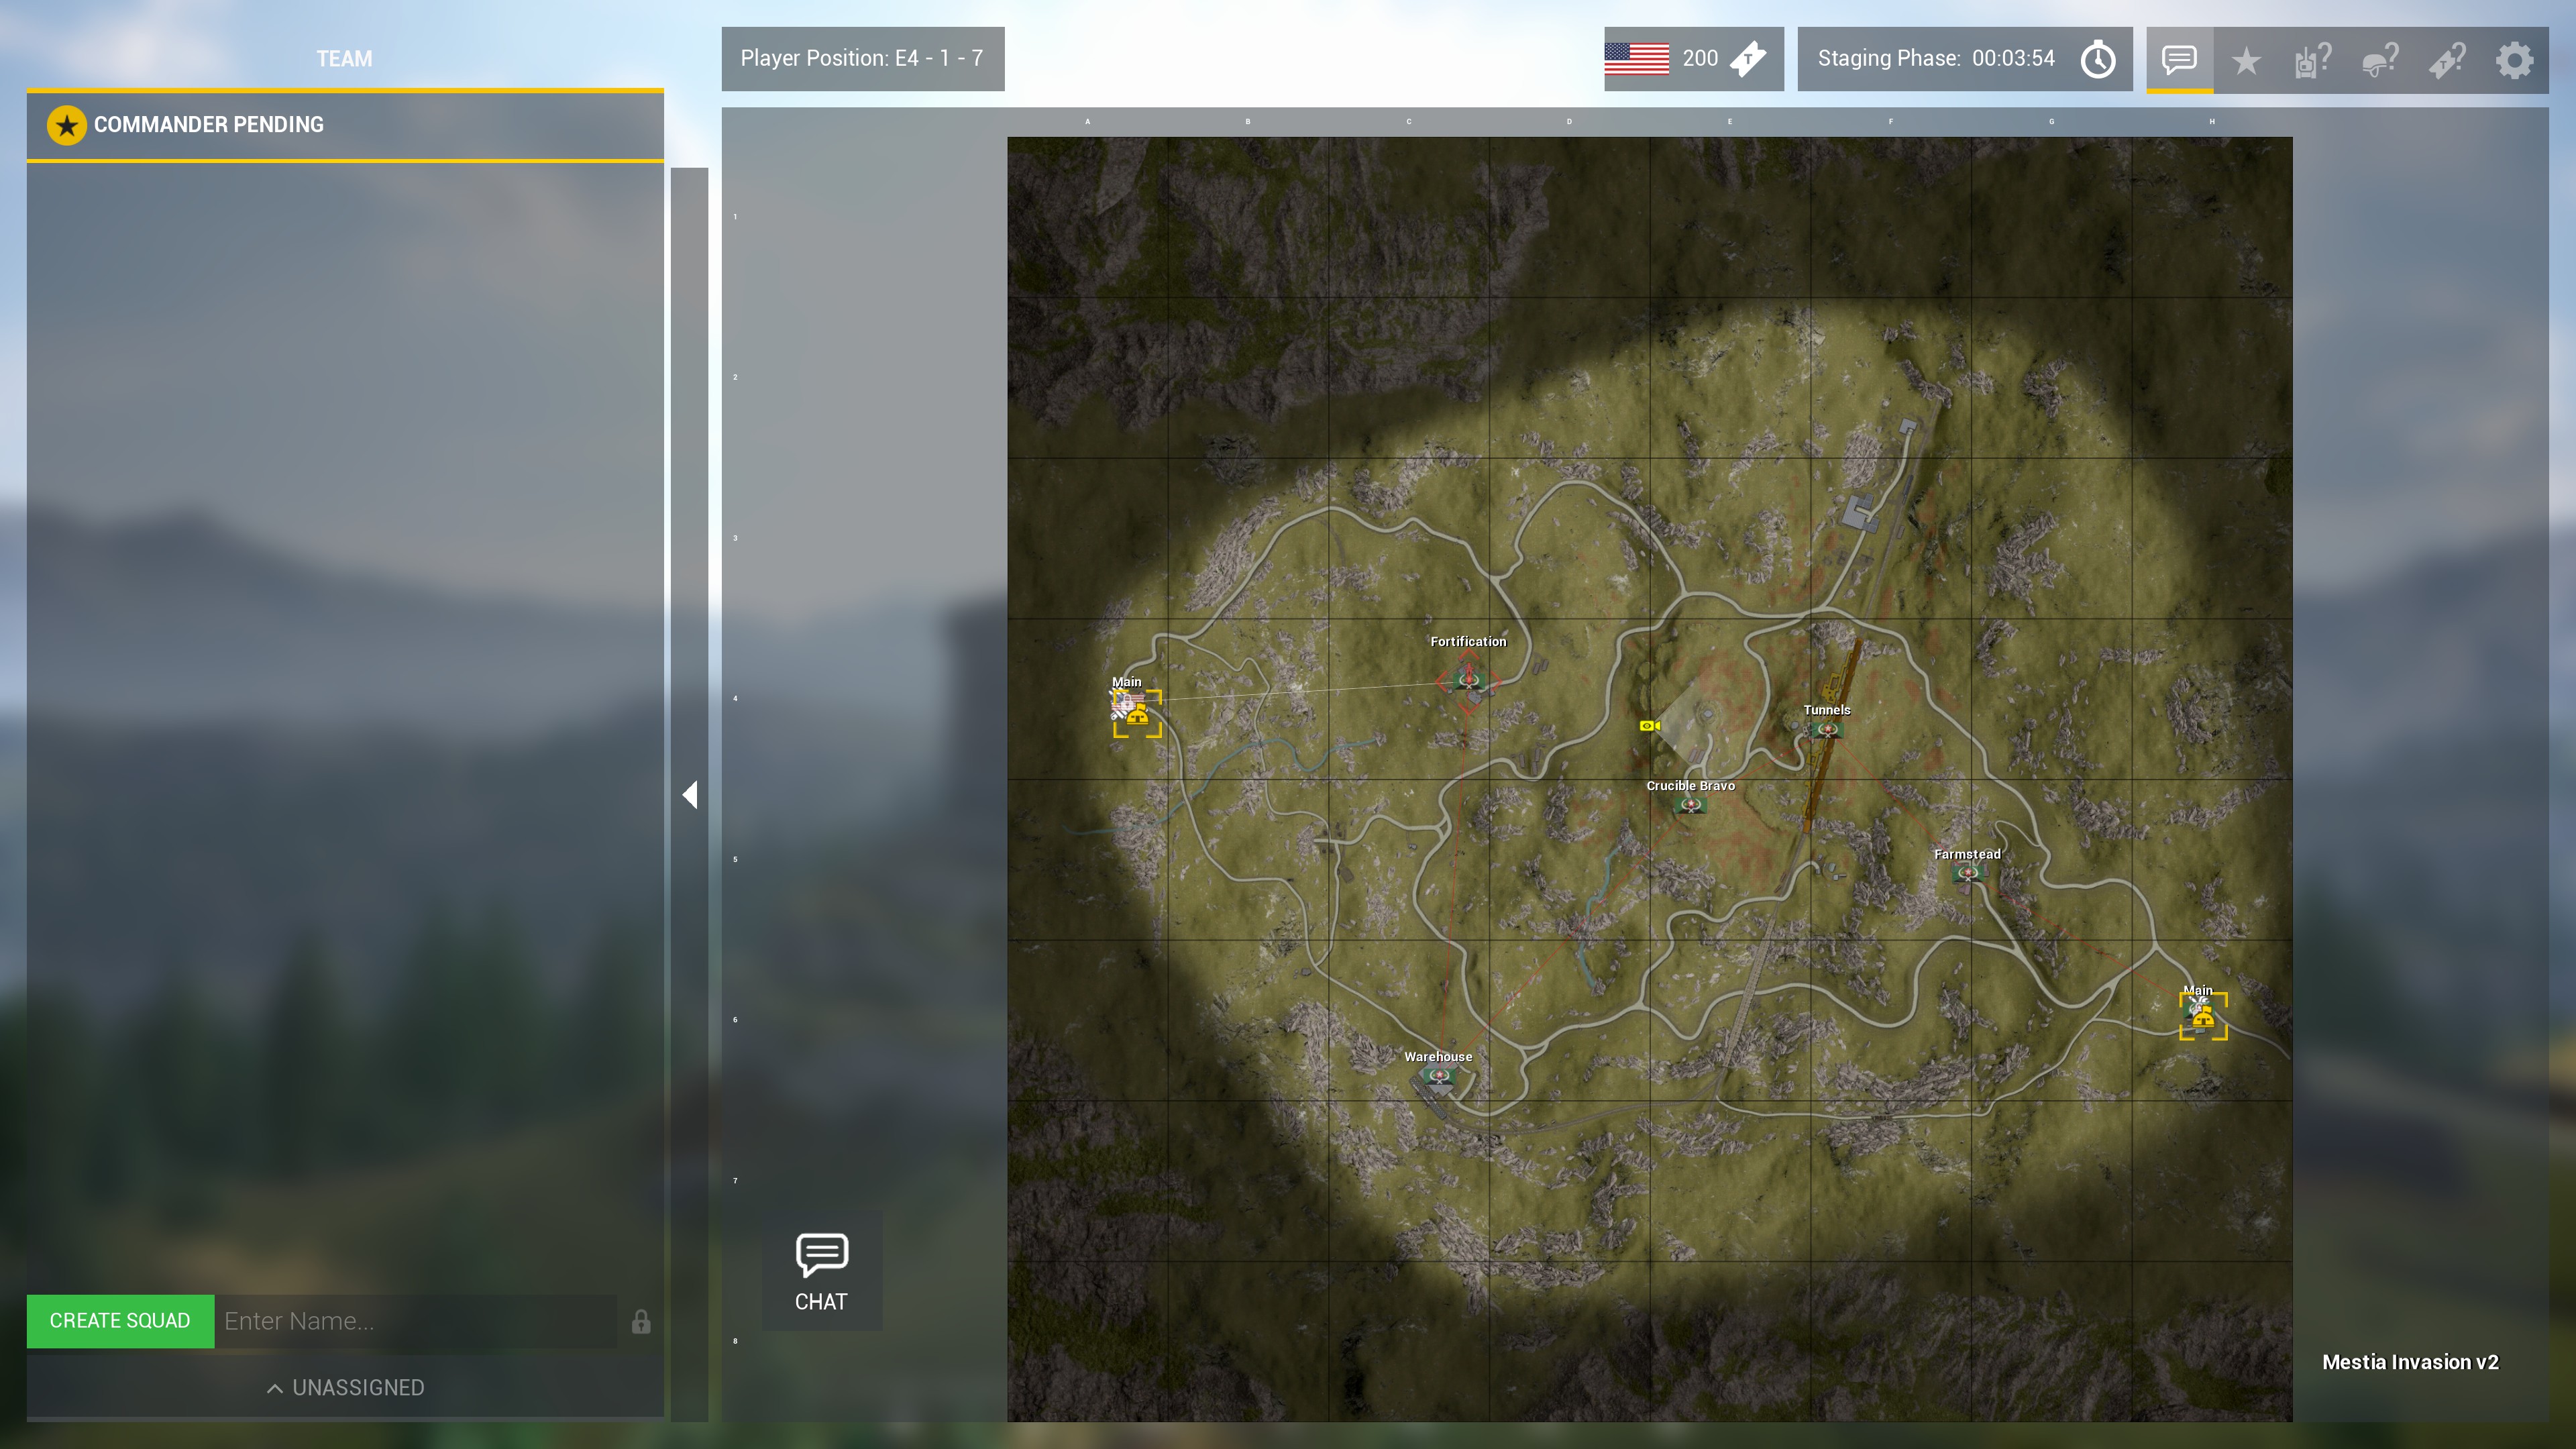 TEAM
Player Position: E4 - 1 - 7
200
Staging Phase: 00:03:54
COMMANDER PENDING
A B C D E F G H
1
2
3
Fortification
Main
4
Tunnels
Crucible Bravo
5
Farmstead
Main
6
Warehouse
7
CHAT
CREATE SQUAD Enter Name...
8
Mestia Invasion v2
UNASSIGNED